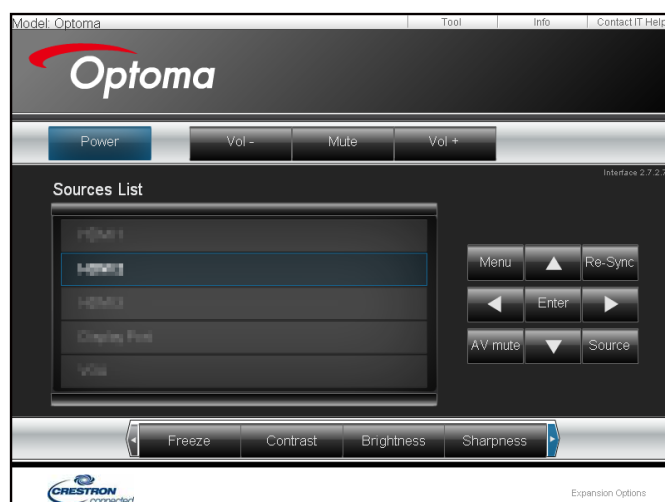 Model: Optoma
Tool Info Contact IT Help
Optoma
Power Vol - Mute Vol +
Interface 2.7.2.7
Sources List
Menu Re-Sync
Enter
AV mute Source
Freeze Contrast Brightness Sharpness
CRESTRON
connected
Expansion Options